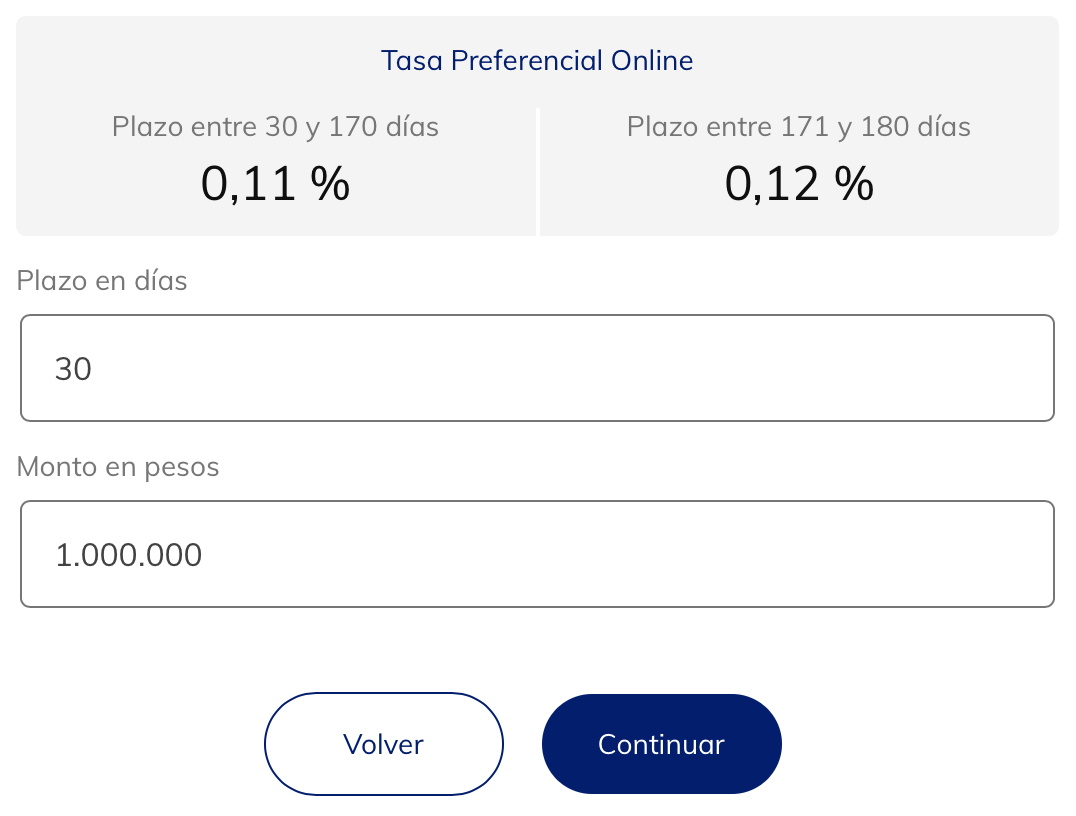 Tasa Preferencial Online
Plazo entre 30 y 170 días
0,11 %
Plazo entre 171 y 180 días
0,12 %
Plazo en días
30
Monto en pesos
1.000.000
Volver
Continuar